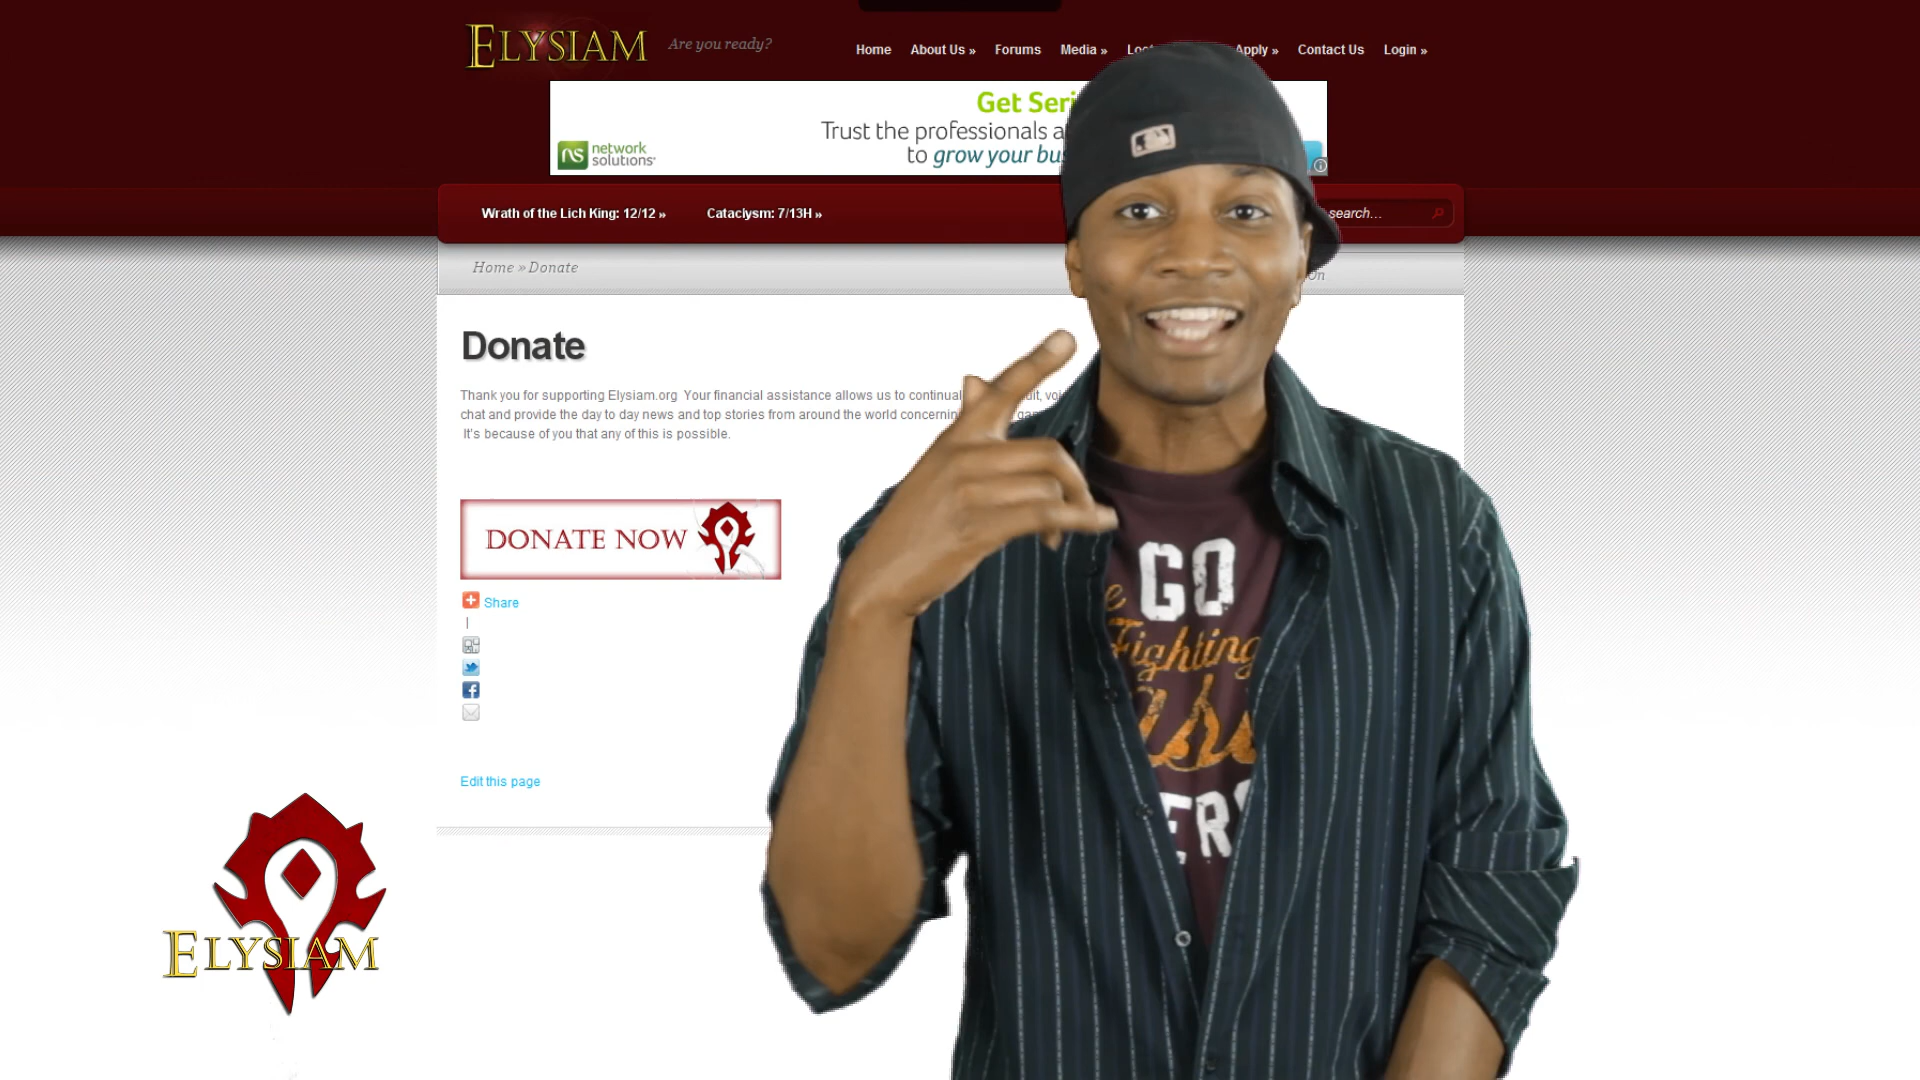 ELYSIAM
Are you ready?
Home About Us » Forums Media » Apply » Contact Us Login »
Get
Trust the professionals
to grow your
ns network
solutions
Wrath of the Lich King: 12/12 » Cataclysm: 7/13H »
search...
Home » Donate
On
Donate
Thank you for supporting Elysiam.org Your financial assistance allows us to
chat and provide the day to day news and top stories from around the world
It's because of you that any of this is possible.
DONATE NOW
Share
|
Edit this page
GO
Fighting
ELYSIAM